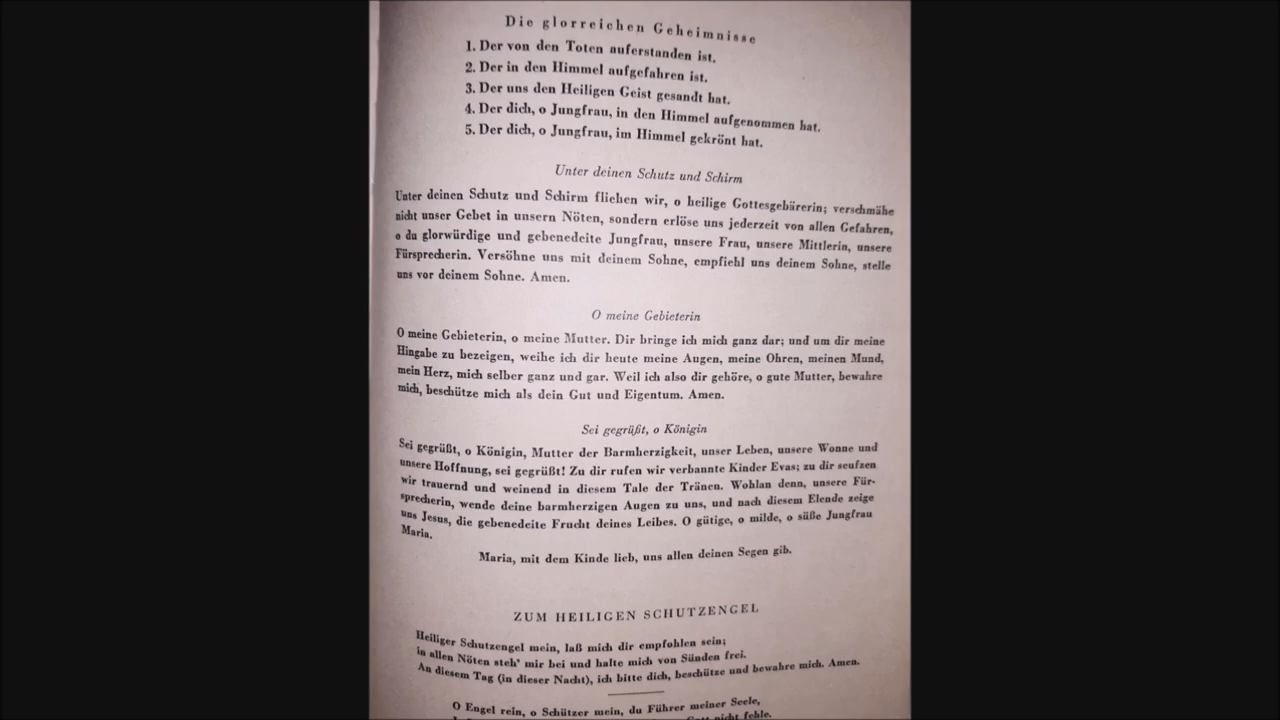 Die glorreichen Geheimnisse
1. Der von den Toten auferstanden ist.
2. Der in den Himmel aufgefahren ist.
3. Der uns den Heiligen Geist gesandt hat.
4. Der dich, o Jungfrau, in den Himmel aufgenommen hat.
5. Der dich, o Jungfrau, im Himmel gekrönt hat.
Unter deinen Schutz und Schirm
Unter deinen Schutz und Schirm fliehen wir, o heilige Gottesgebärerin; verschmähe
nicht unser Gebet in unsern Nöten, sondern erlöse uns jederzeit von allen Gefahren,
o du glorwürdige und gebenedeite Jungfrau, unsere Frau, unsere Mittlerin, unsere
Fürsprecherin. Versöhne uns mit deinem Sohne, empfiehl uns deinem Sohne, stelle
uns vor deinem Sohne. Amen.
O meine Gebieterin
O meine Gebieterin, o meine Mutter. Dir bringe ich mich ganz dar; und um dir meine
Hingabe zu bezeigen, weihe ich dir heute meine Augen, meine Ohren, meinen Mund,
mein Herz, mich selber ganz und gar. Weil ich also dir gehöre, o gute Mutter, bewahre
mich, beschütze mich als dein Gut und Eigentum. Amen.
Sei gegrüßt, o Königin
Sei gegrüßt, o Königin, Mutter der Barmherzigkeit, unser Leben, unsere Wonne und
unsere Hoffnung, sei gegrüßt! Zu dir rufen wir verbannte Kinder Evas; zu dir seufzen
wir trauernd und weinend in diesem Tale der Tränen. Wohlan denn, unsere Für-
sprecherin, wende deine barmherzigen Augen zu uns, und nach diesem Elende zeige
uns Jesus, die gebenedeite Frucht deines Leibes. O gütige, o milde, o süße Jungfrau
Maria.
Maria, mit dem Kinde lieb, uns allen deinen Segen gib.
ZUM HEILIGEN SCHUTZENGEL
Heiliger Schutzengel mein, laß mich dir empfohlen sein;
in allen Nöten steh' mir bei und halte mich von Sünden frei.
An diesem Tag (in dieser Nacht), ich bitte dich, beschütze und bewahre mich. Amen.
O Engel rein, o Schützer mein, du Führer meiner Seele,
Gott nicht fehle.